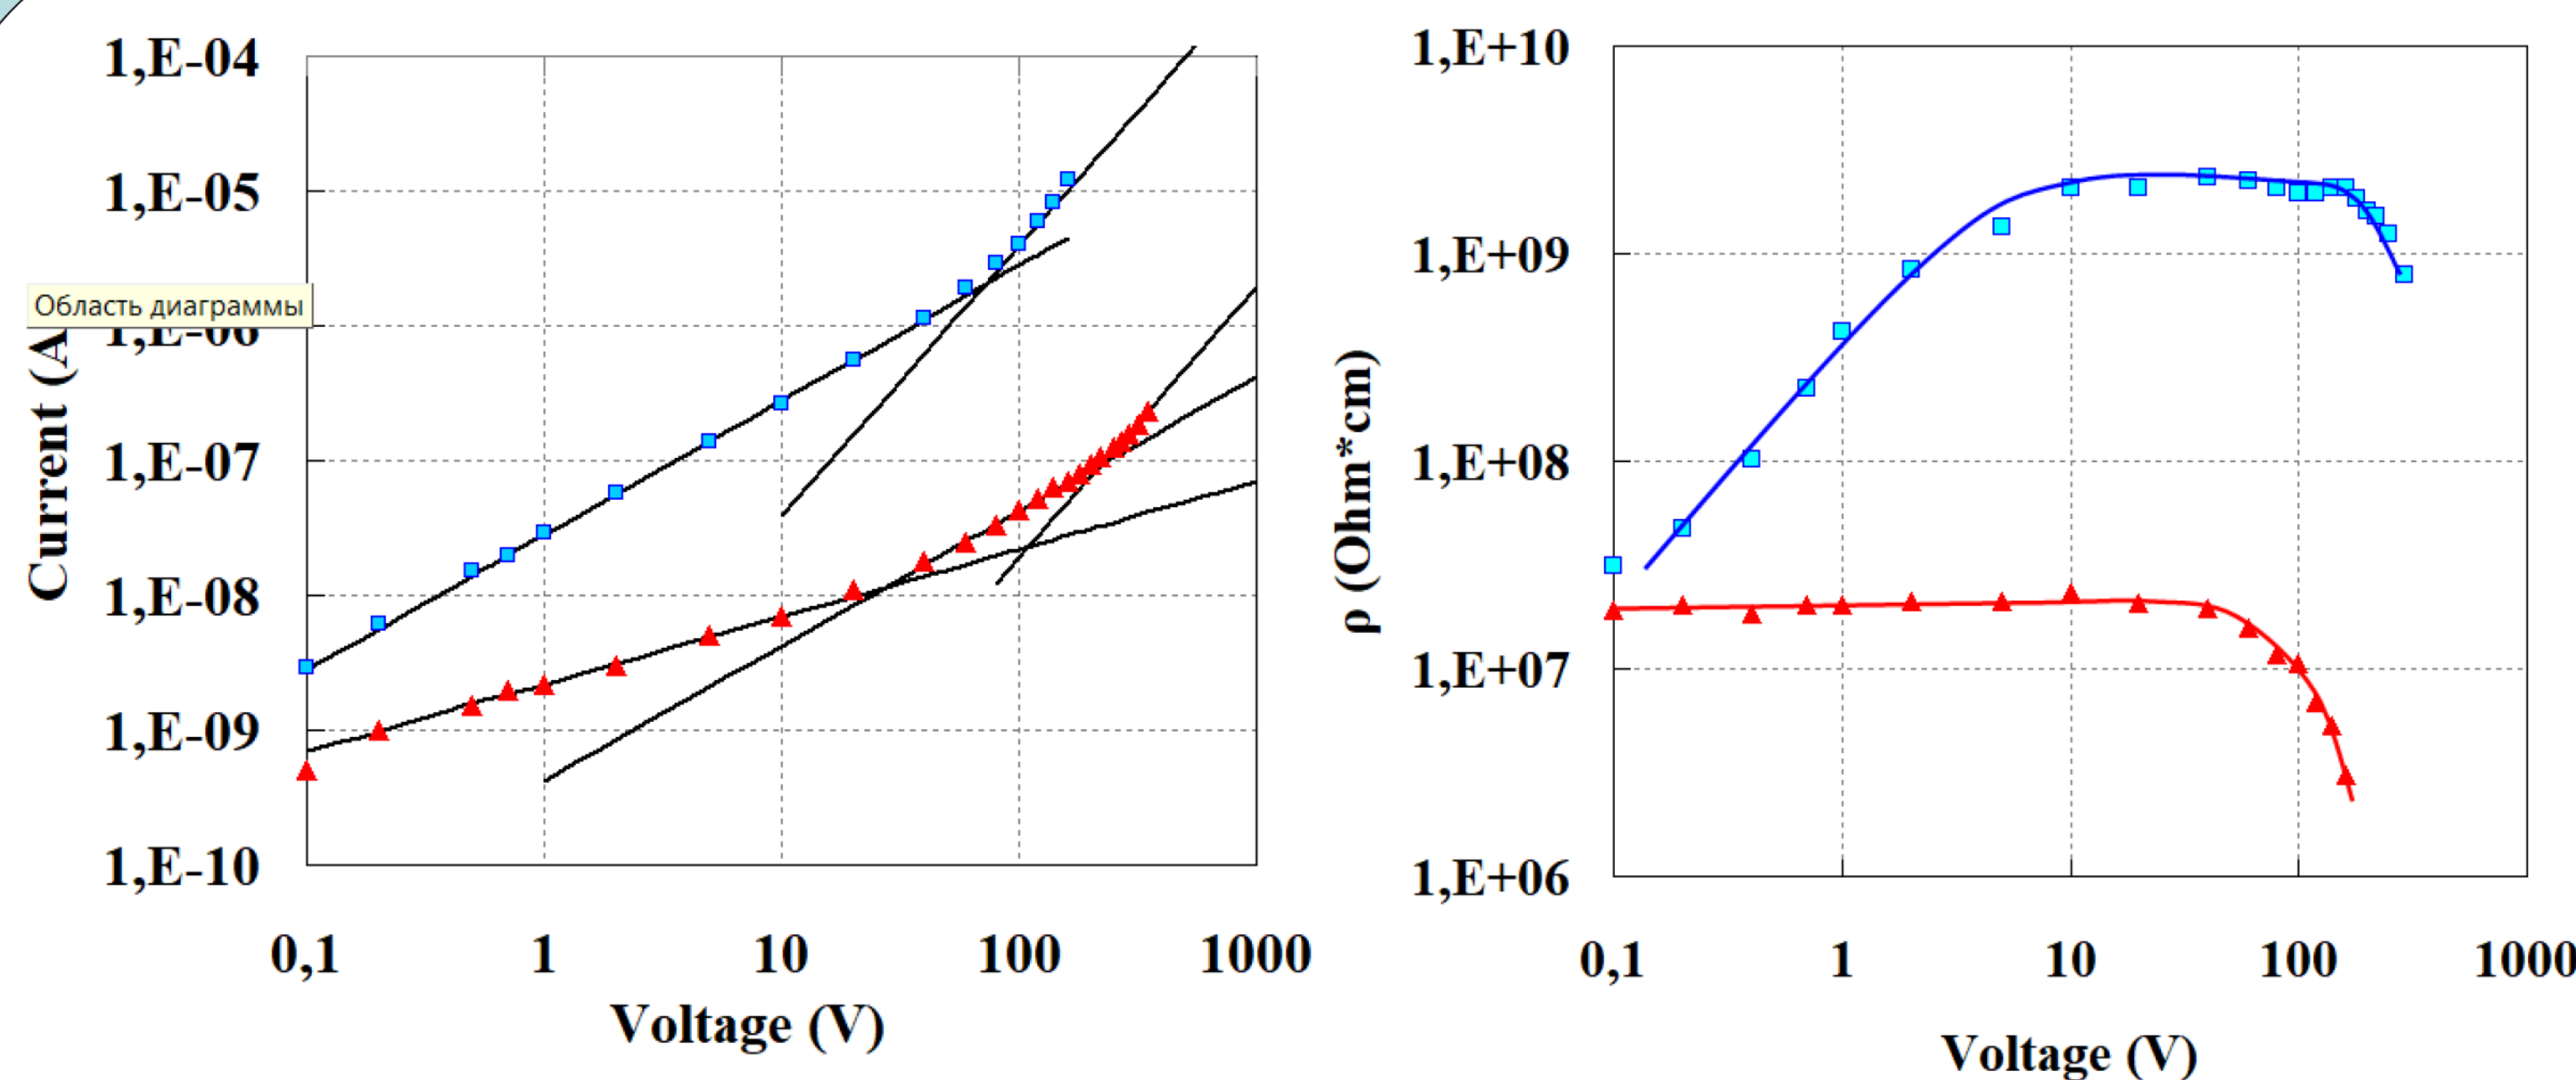 1,E-04
1,E-05
1,E-06
1,E-07
1,E-08
1,E-09
1,E-10
Область диаграммы
Current (A
0,1 1 10 100 1000
Voltage (V)
1,E+10
1,E+09
1,E+08
1,E+07
1,E+06
ρ (Ohm*cm)
0,1 1 10 100 1000
Voltage (V)